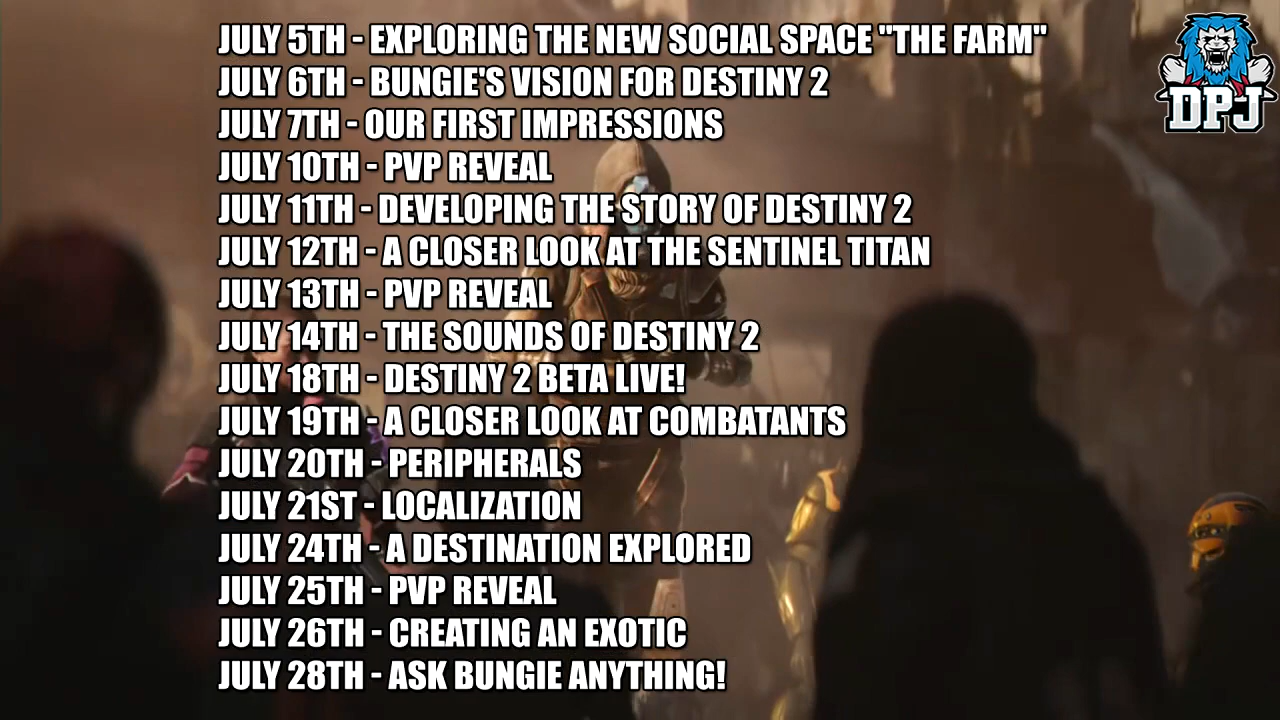 JULY 5TH - EXPLORING THE NEW SOCIAL SPACE "THE FARM"
JULY 6TH - BUNGIE'S VISION FOR DESTINY 2
JULY 7TH - OUR FIRST IMPRESSIONS
JULY 10TH - PVP REVEAL
JULY 11TH - DEVELOPING THE STORY OF DESTINY 2
JULY 12TH - A CLOSER LOOK AT THE SENTINEL TITAN
JULY 13TH - PVP REVEAL
JULY 14TH - THE SOUNDS OF DESTINY 2
JULY 18TH - DESTINY 2 BETA LIVE!
JULY 19TH - A CLOSER LOOK AT COMBATANTS
JULY 20TH - PERIPHERALS
JULY 21ST - LOCALIZATION
JULY 24TH - A DESTINATION EXPLORED
JULY 25TH - PVP REVEAL
JULY 26TH - CREATING AN EXOTIC
JULY 28TH - ASK BUNGIE ANYTHING!
DPJ